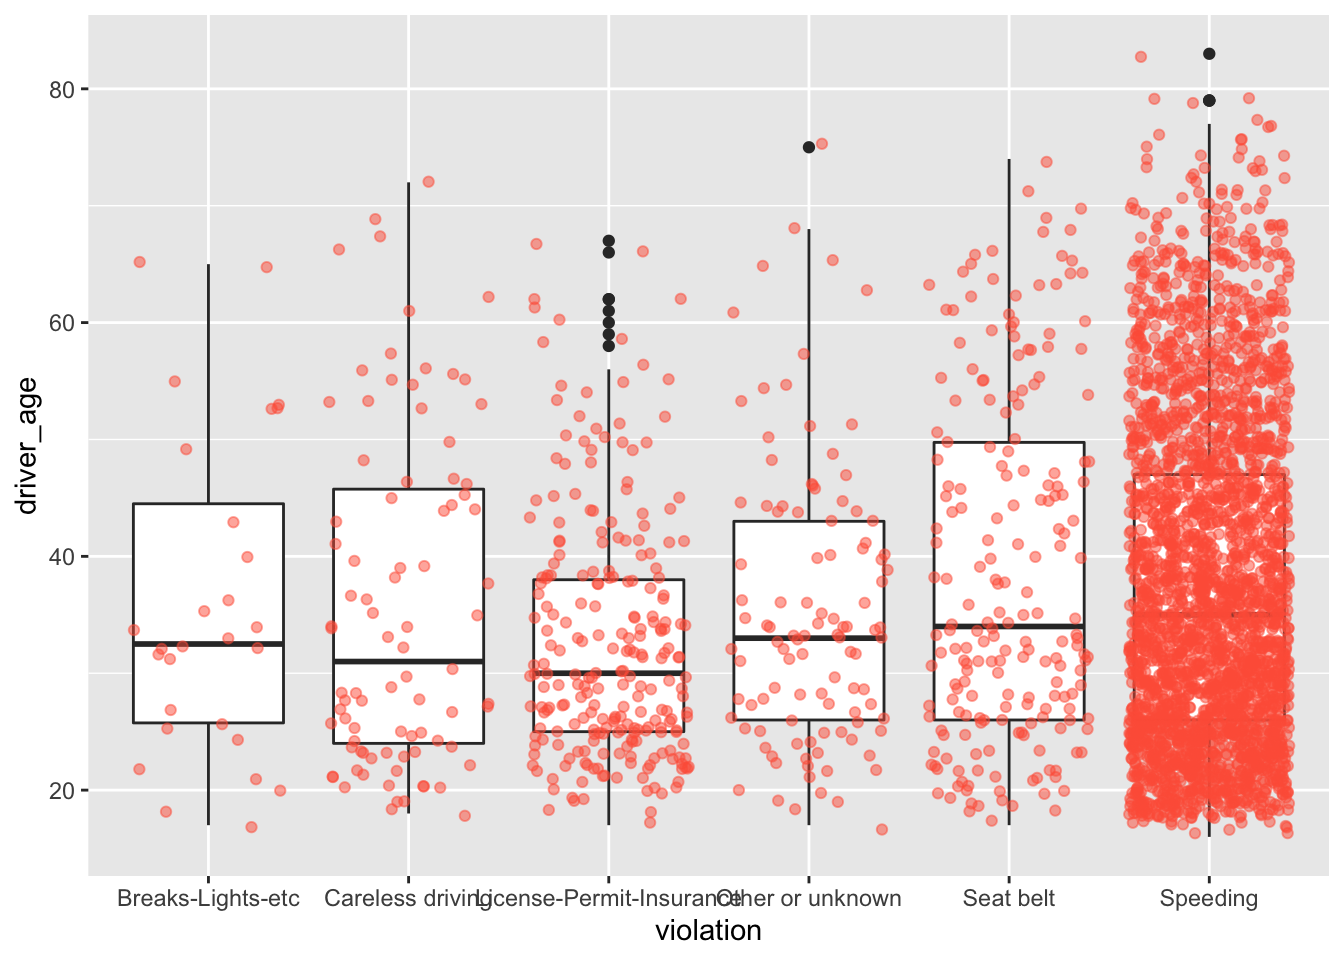 driver_age
80
60
40
20
Breaks-Lights-etc
Careless driving
License-Permit-Insurance
Other or unknown
Seat belt
Speeding
violation